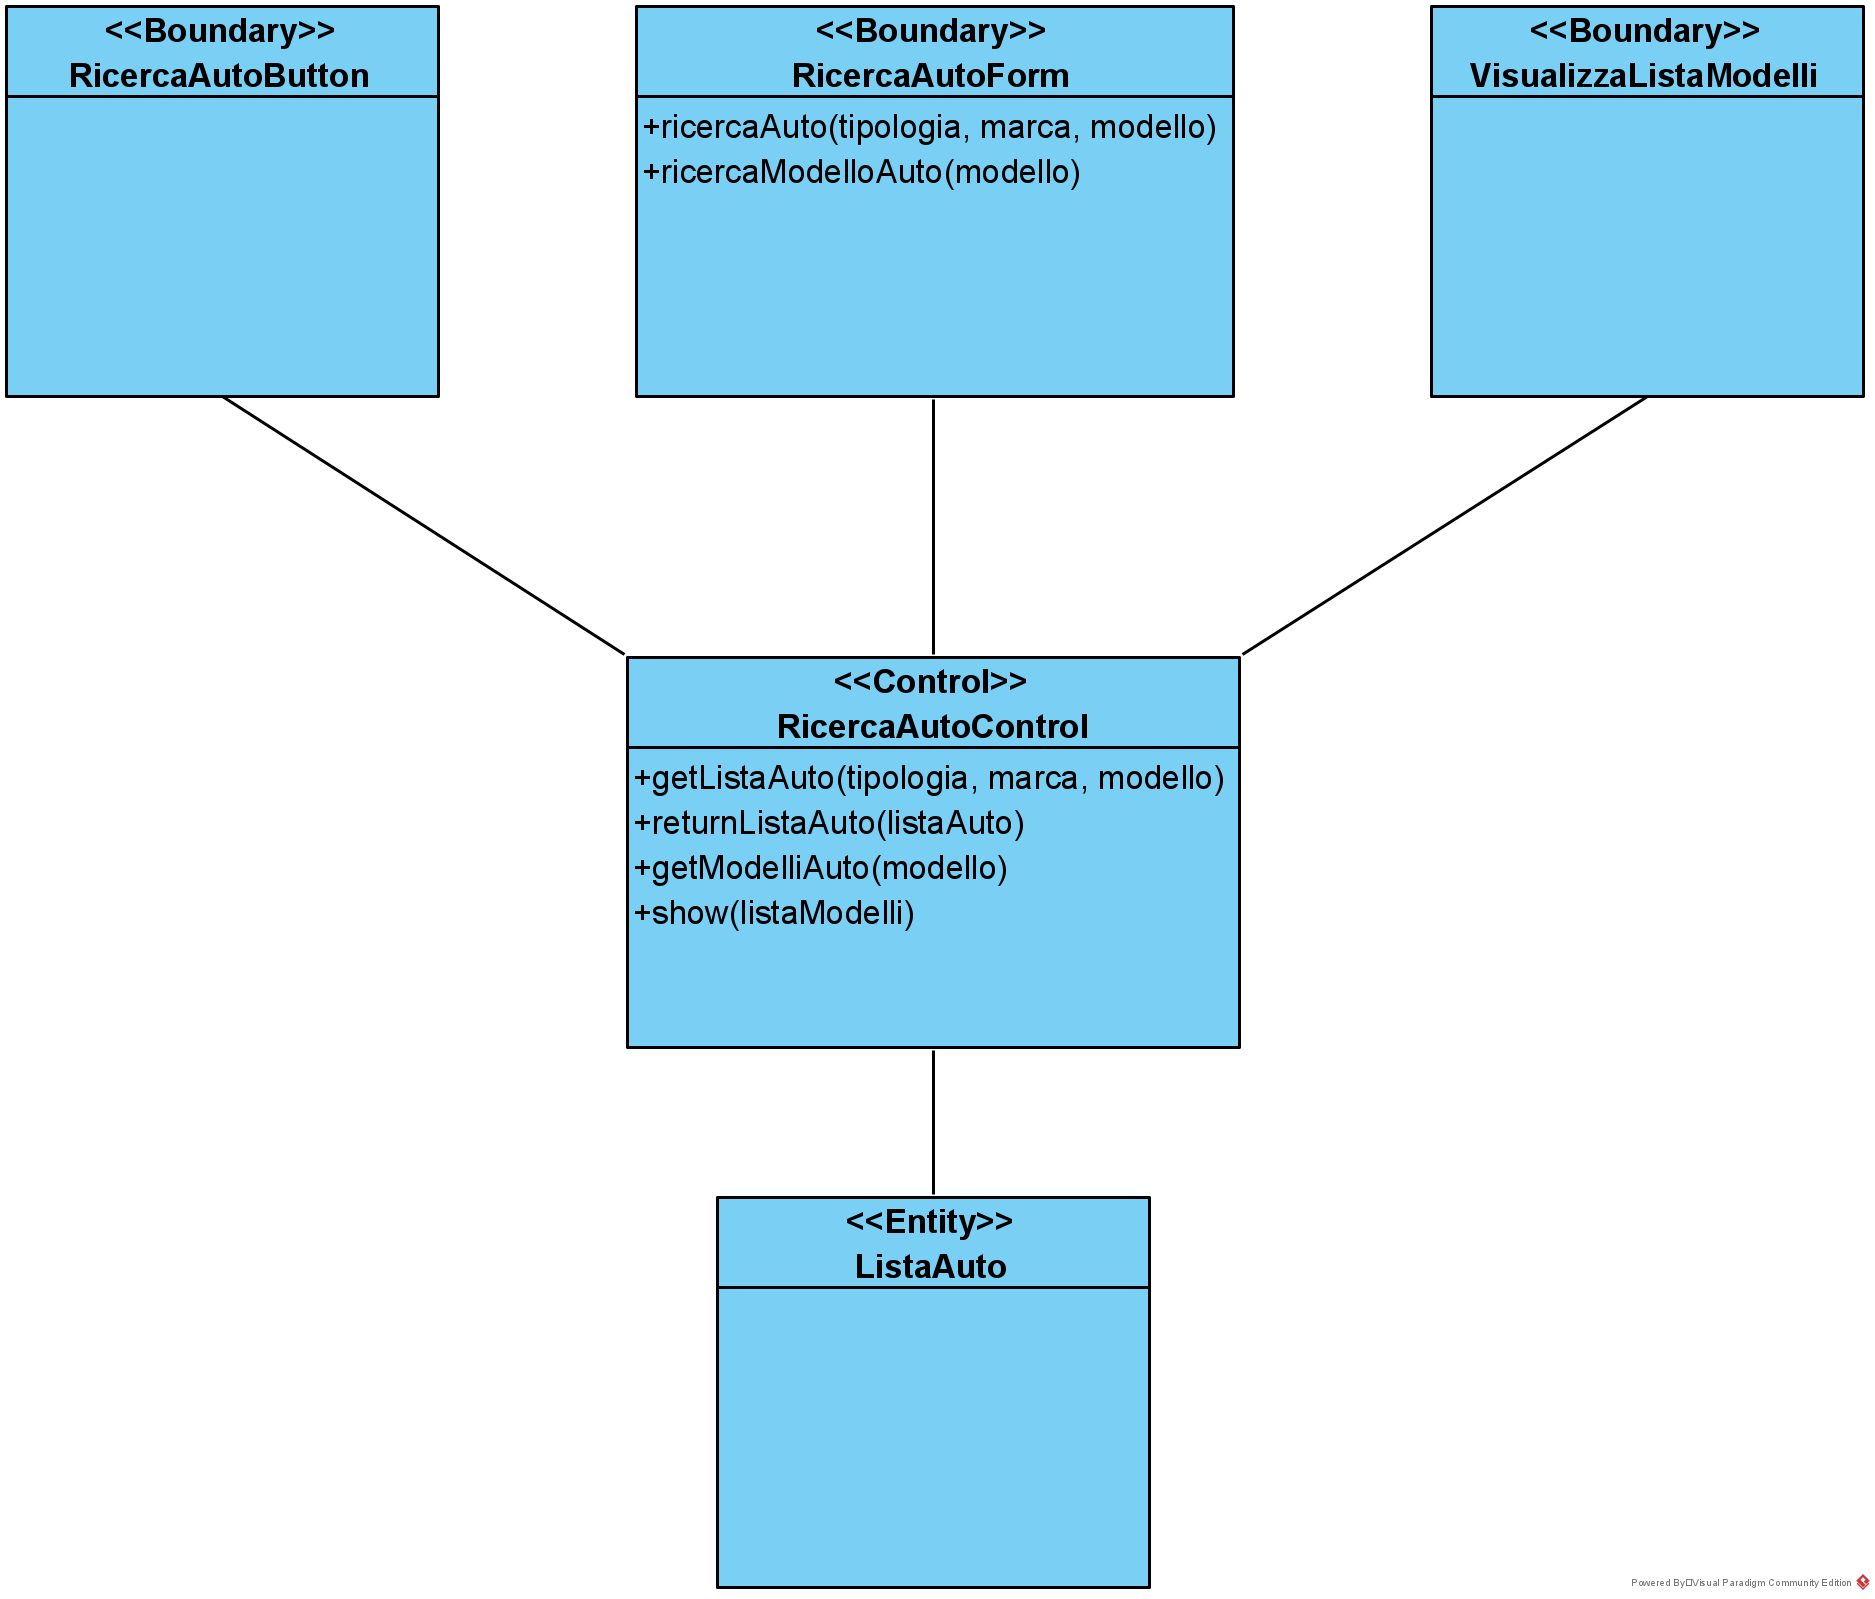 <<Boundary>>
RicercaAutoButton
<<Boundary>>
RicercaAutoForm
+ricercaAuto(tipologia, marca, modello)
+ricercaModelloAuto(modello)
<<Boundary>>
VisualizzaListaModelli
<<Control>>
RicercaAutoControl
+getListaAuto(tipologia, marca, modello)
+returnListaAuto(listaAuto)
+getModelliAuto(modello)
+show(listaModelli)
<<Entity>>
ListaAuto
Powered By Visual Paradigm Community Edition